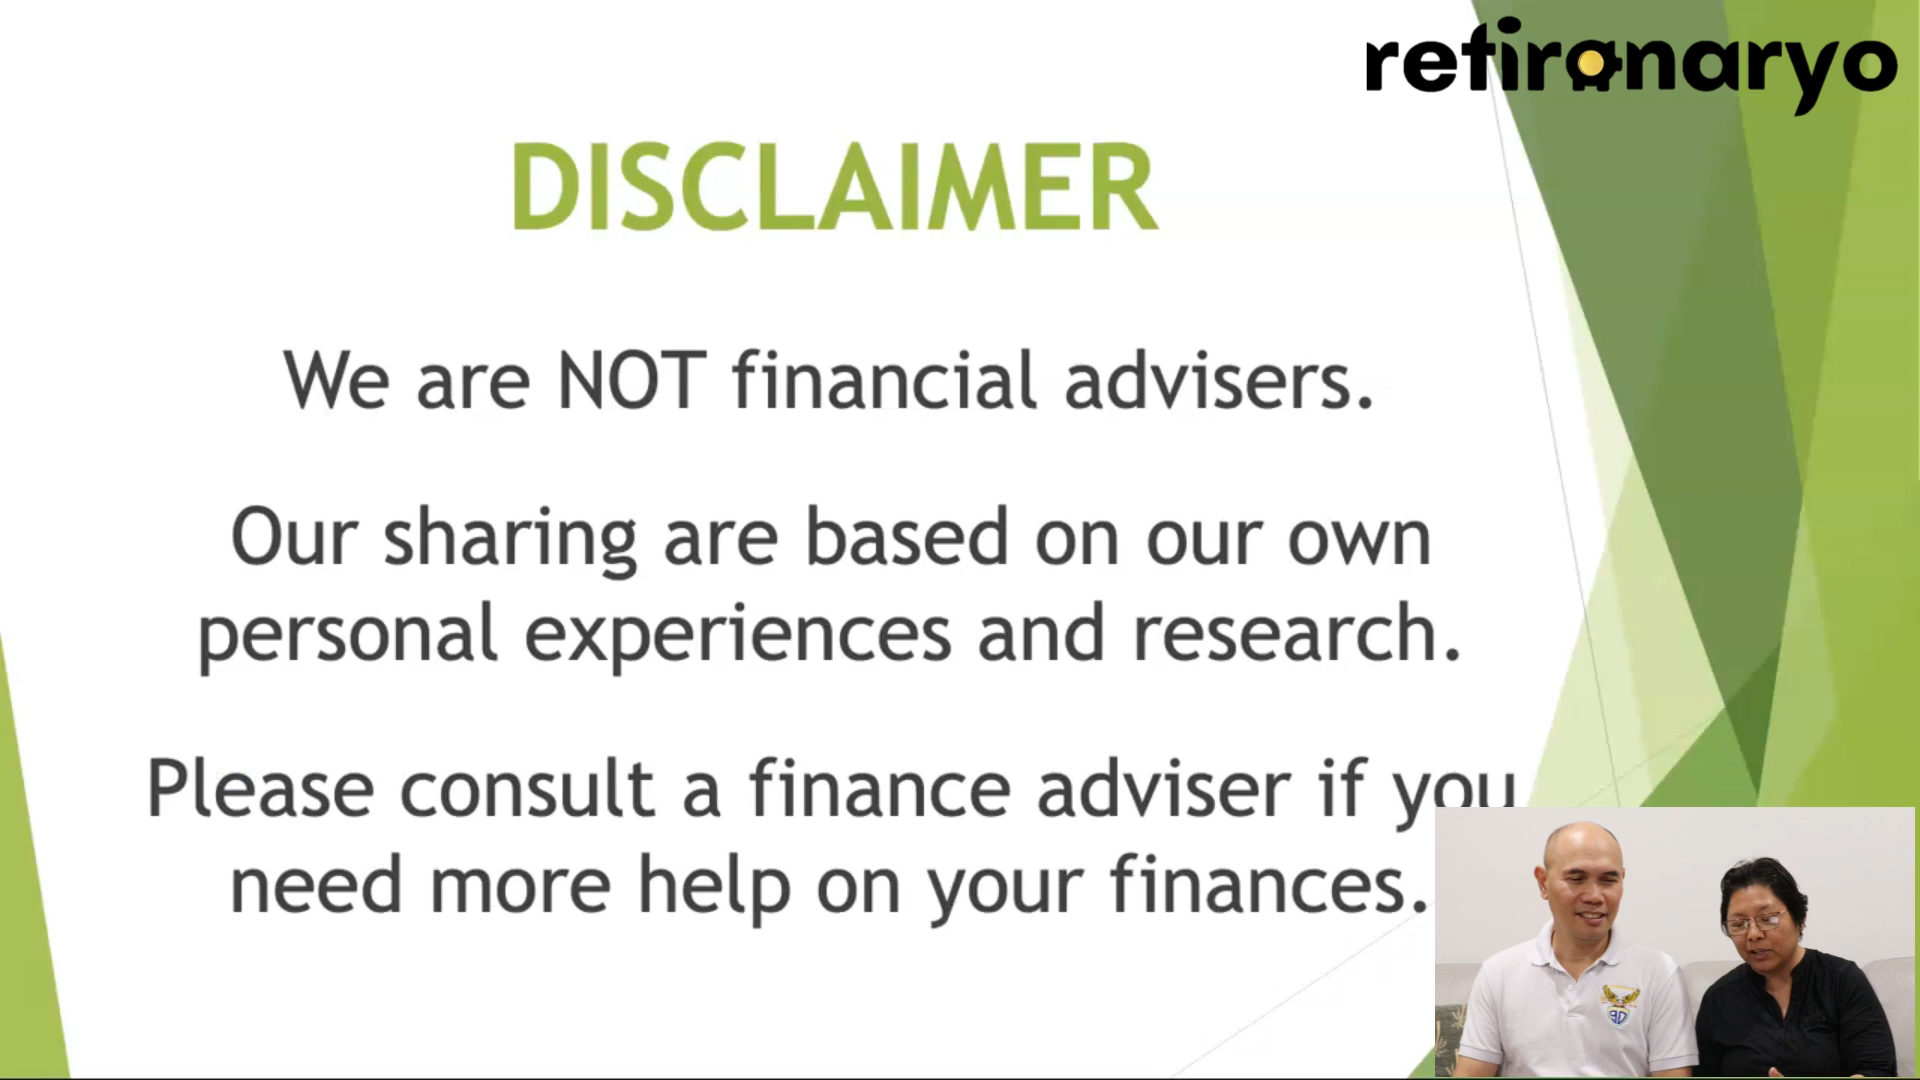 refiranaryo
DISCLAIMER
We are NOT financial advisers.
Our sharing are based on our own
personal experiences and research.
Please consult a finance adviser if you
need more help on your finances.